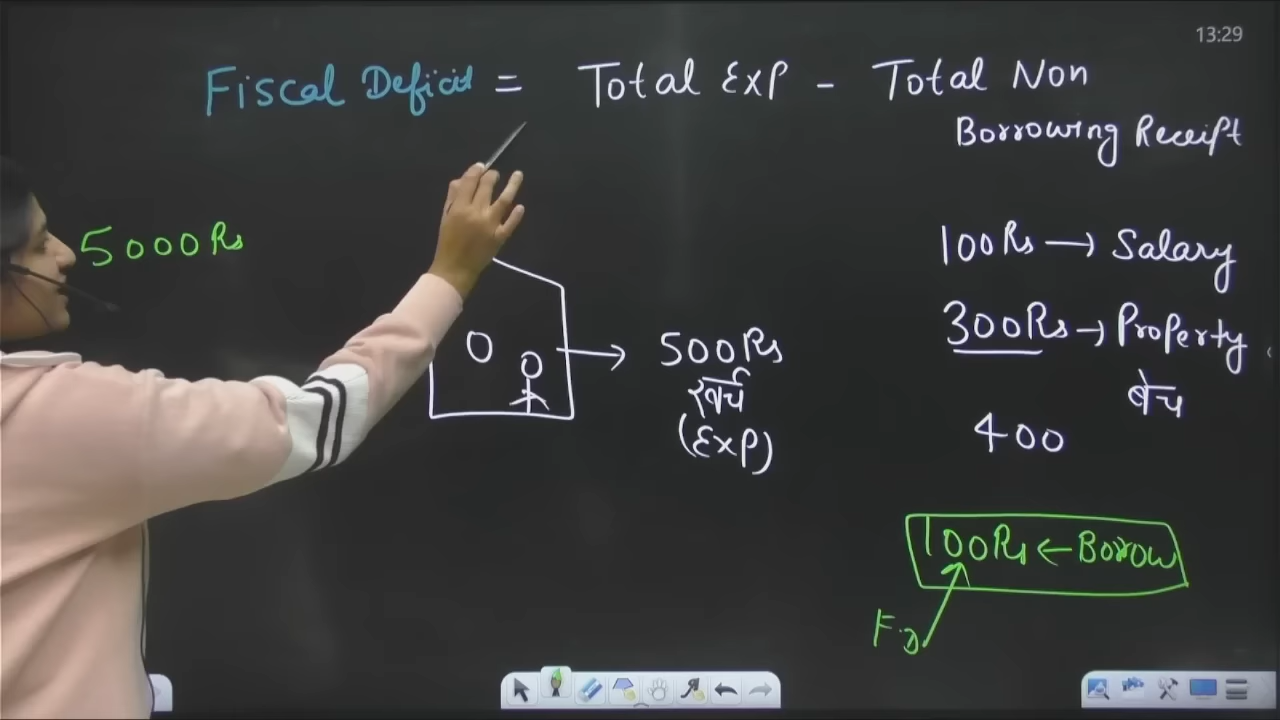 13:29
Fiscal Deficit = Total Exp - Total Non
Borrowing Receipt
5000Rs
100Rs → Salary
300Rs → Property
बेच
500Rs
खर्च
(Exp)
400
100Rs ← Borrow
F.D